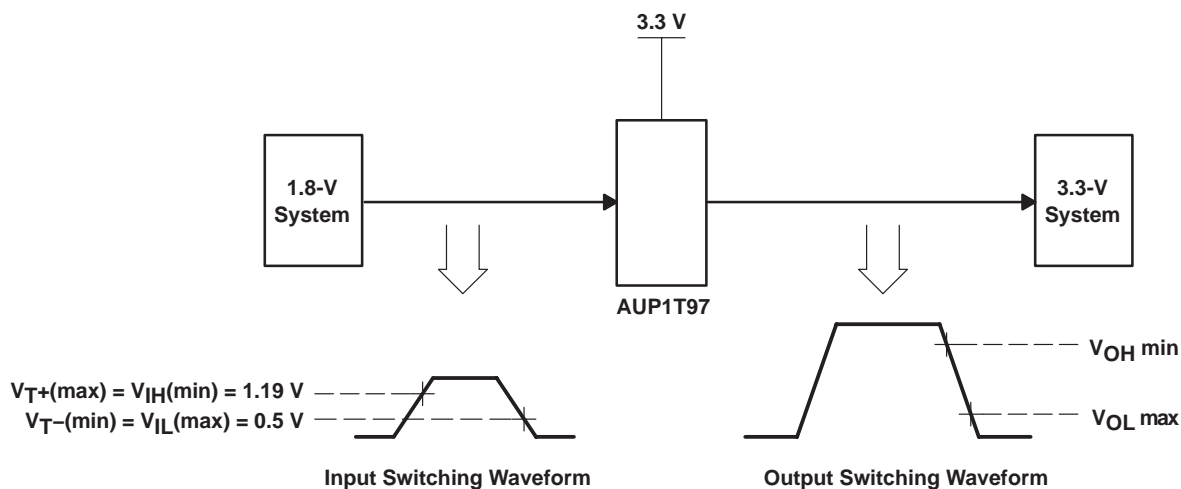 3.3 V
1.8-V
System
3.3-V
System
AUP1T97
VOH min
VT+(max) = VIH(min) = 1.19 V
VT−(min) = VIL(max) = 0.5 V
VOL max
Input Switching Waveform
Output Switching Waveform